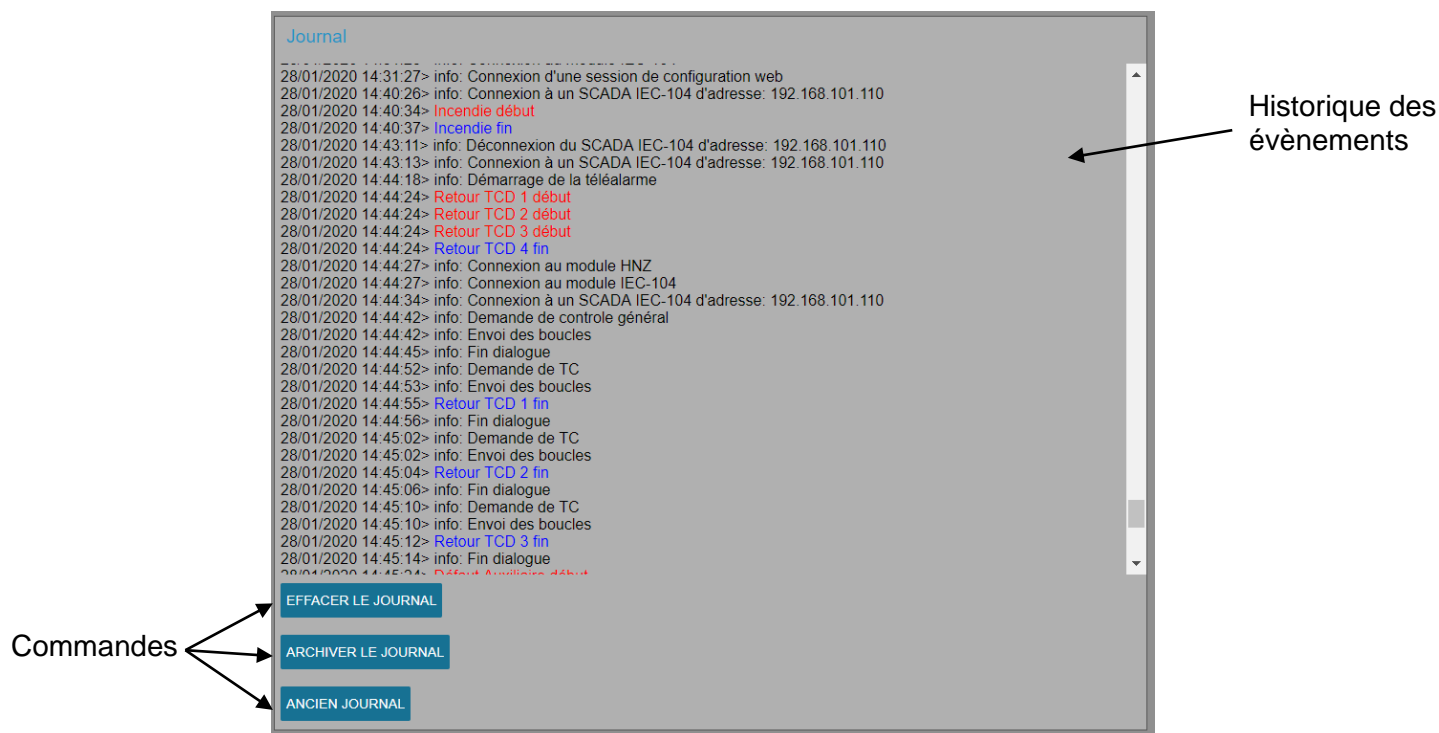 Journal
28/01/2020 14:31:27> info: Connexion d'une session de configuration web
28/01/2020 14:40:26> info: Connexion à un SCADA IEC-104 d'adresse: 192.168.101.110
28/01/2020 14:40:34> Incendie début
28/01/2020 14:40:37> Incendie fin
28/01/2020 14:43:11> info: Déconnexion du SCADA IEC-104 d'adresse: 192.168.101.110
28/01/2020 14:43:13> info: Connexion à un SCADA IEC-104 d'adresse: 192.168.101.110
28/01/2020 14:44:18> info: Démarrage de la téléalarme
28/01/2020 14:44:24> Retour TCD 1 début
28/01/2020 14:44:24> Retour TCD 2 début
28/01/2020 14:44:24> Retour TCD 3 début
28/01/2020 14:44:24> Retour TCD 4 fin
28/01/2020 14:44:27> info: Connexion au module HNZ
28/01/2020 14:44:27> info: Connexion au module IEC-104
28/01/2020 14:44:34> info: Connexion à un SCADA IEC-104 d'adresse: 192.168.101.110
28/01/2020 14:44:42> info: Demande de controle général
28/01/2020 14:44:42> info: Envoi des boucles
28/01/2020 14:44:45> info: Fin dialogue
28/01/2020 14:44:52> info: Demande de TC
28/01/2020 14:44:53> info: Envoi des boucles
28/01/2020 14:44:55> Retour TCD 1 fin
28/01/2020 14:44:56> info: Fin dialogue
28/01/2020 14:45:02> info: Demande de TC
28/01/2020 14:45:02> info: Envoi des boucles
28/01/2020 14:45:04> Retour TCD 2 fin
28/01/2020 14:45:06> info: Fin dialogue
28/01/2020 14:45:10> info: Demande de TC
28/01/2020 14:45:10> info: Envoi des boucles
28/01/2020 14:45:12> Retour TCD 3 fin
28/01/2020 14:45:14> info: Fin dialogue
28/01/2020 14:45:24> Défaut Auxiliaire début
EFFACER LE JOURNAL
ARCHIVER LE JOURNAL
ANCIEN JOURNAL
Commandes
Historique des
évènements